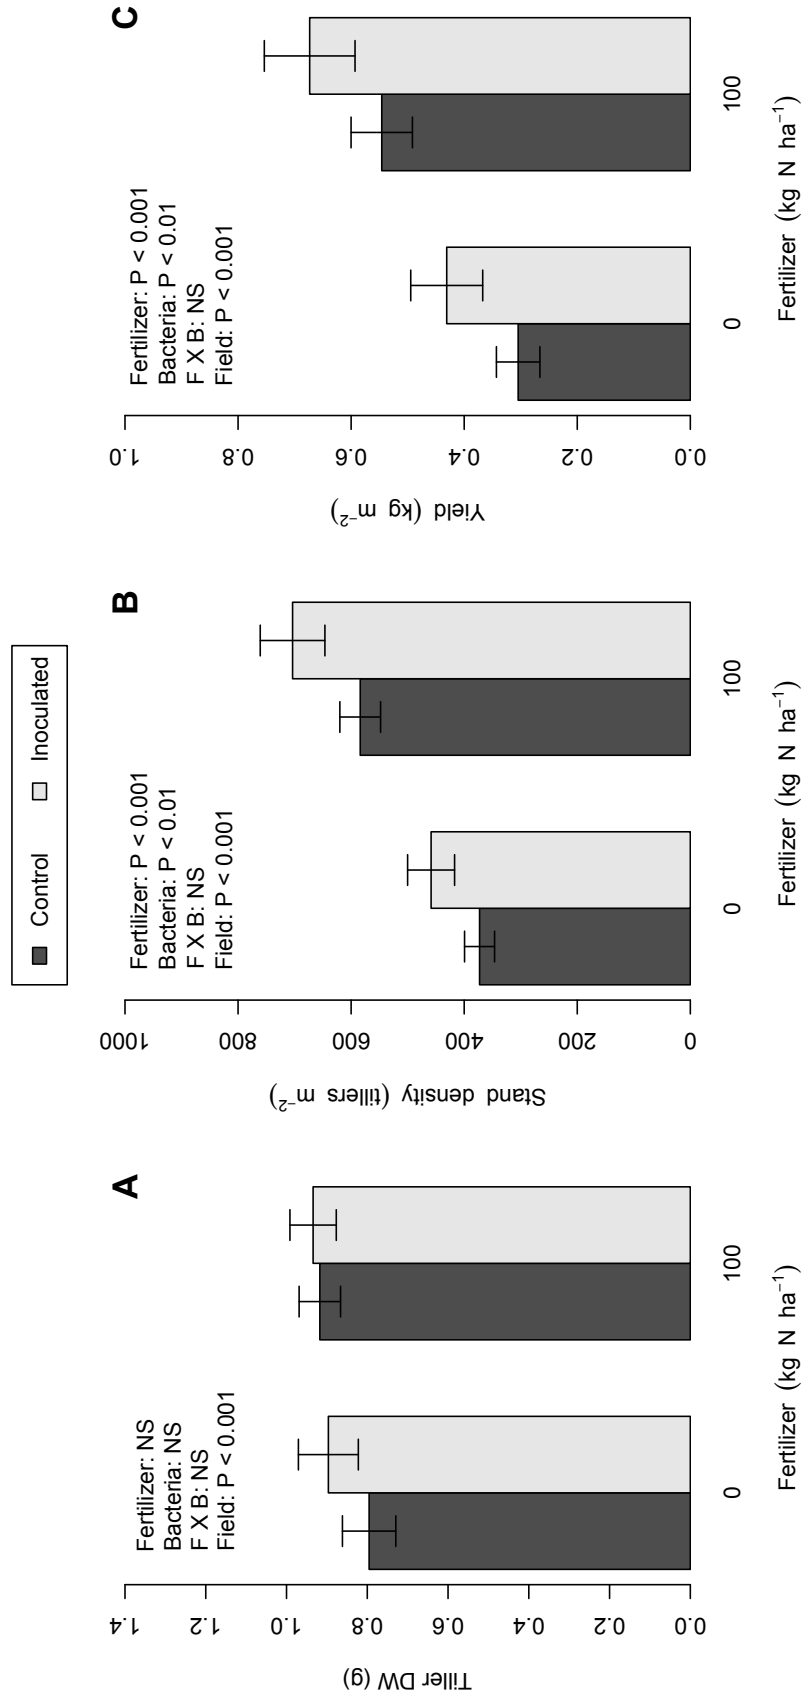 Control
Inoculated
A
Fertilizer: NS
Bacteria: NS
F X B: NS
Field: P < 0.001
Tiller DW (g)
0.0
0.2
0.4
0.6
0.8
1.0
1.2
1.4
0
100
Fertilizer (kg N ha⁻¹)
B
Fertilizer: P < 0.001
Bacteria: P < 0.01
F X B: NS
Field: P < 0.001
Stand density (tillers m⁻²)
0
200
400
600
800
1000
0
100
Fertilizer (kg N ha⁻¹)
C
Fertilizer: P < 0.001
Bacteria: P < 0.01
F X B: NS
Field: P < 0.001
Yield (kg m⁻²)
0.0
0.2
0.4
0.6
0.8
1.0
0
100
Fertilizer (kg N ha⁻¹)